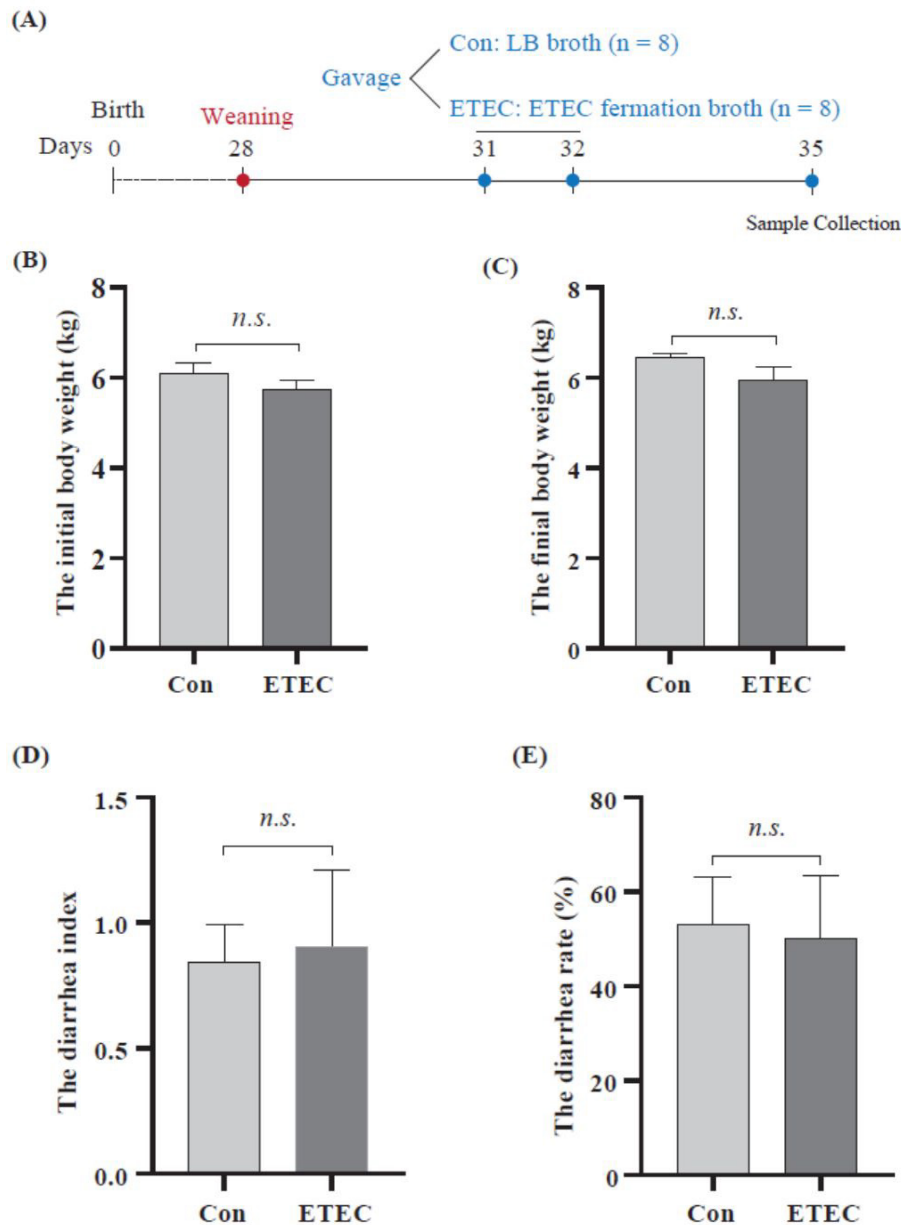 (A)
Con: LB broth (n = 8)
Gavage
ETEC: ETEC fermation broth (n = 8)
Birth
Weaning
Days 0 28 31 32 35
Sample Collection
(B)
The initial body weight (kg)
8
6
4
2
0
n.s.
Con ETEC
(C)
The finial body weight (kg)
8
6
4
2
0
n.s.
Con ETEC
(D)
The diarrhea index
1.5
1.0
0.5
0.0
n.s.
Con ETEC
(E)
The diarrhea rate (%)
80
60
40
20
0
n.s.
Con ETEC